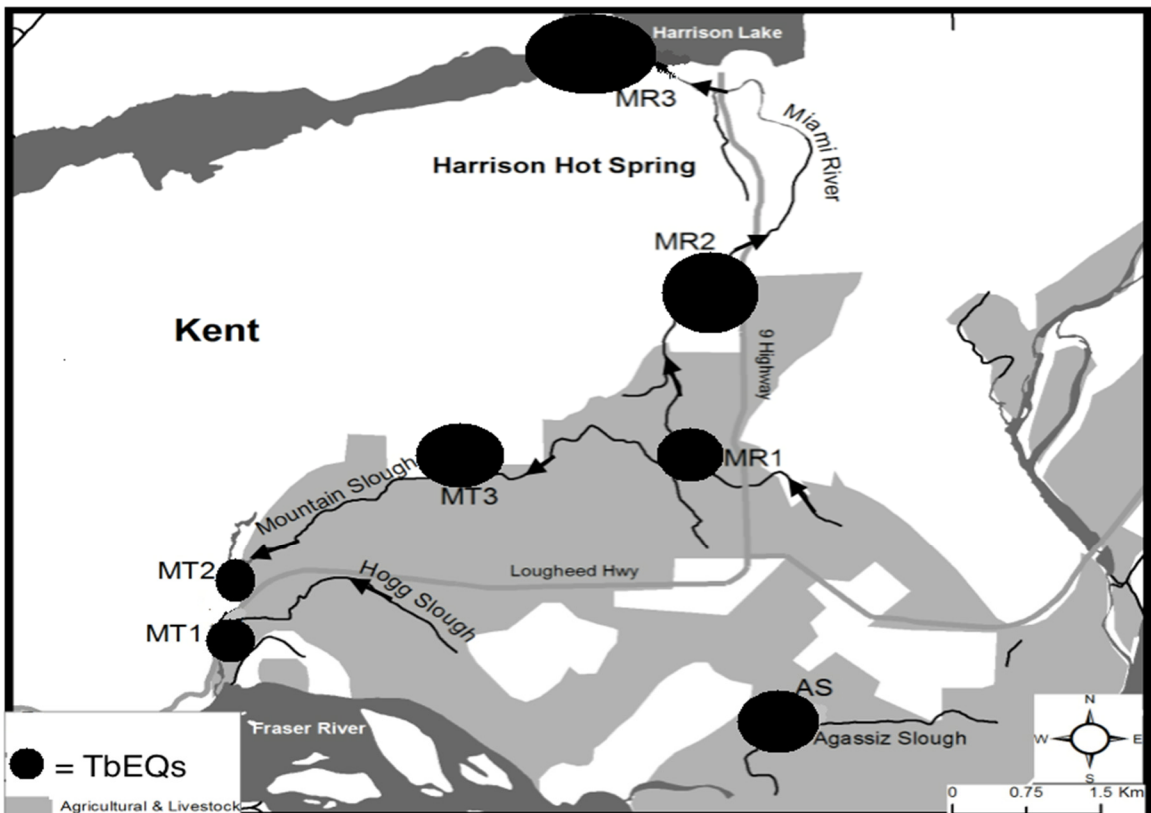 Harrison Lake
MR3
Miami River
Harrison Hot Spring
MR2
Kent
9 Highway
MR1
MT3
Mountain Slough
MT2
Lougheed Hwy
Hogg Slough
MT1
AS
Agassiz Slough
Fraser River
N
W E
S
= TbEQs
Agricultural & Livestock
0 0.75 1.5 Km